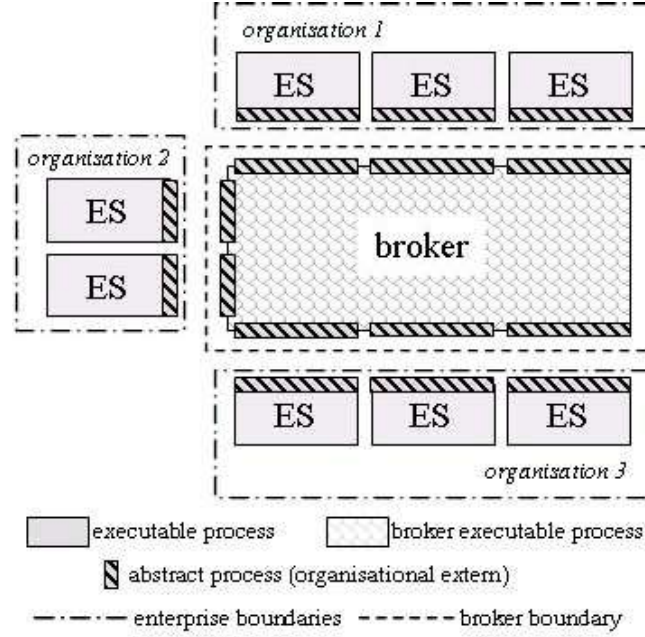 organisation 1
ES ES ES
organisation 2
ES
ES
broker
ES ES ES
organisation 3
executable process broker executable process
abstract process (organisational extern)
enterprise boundaries broker boundary